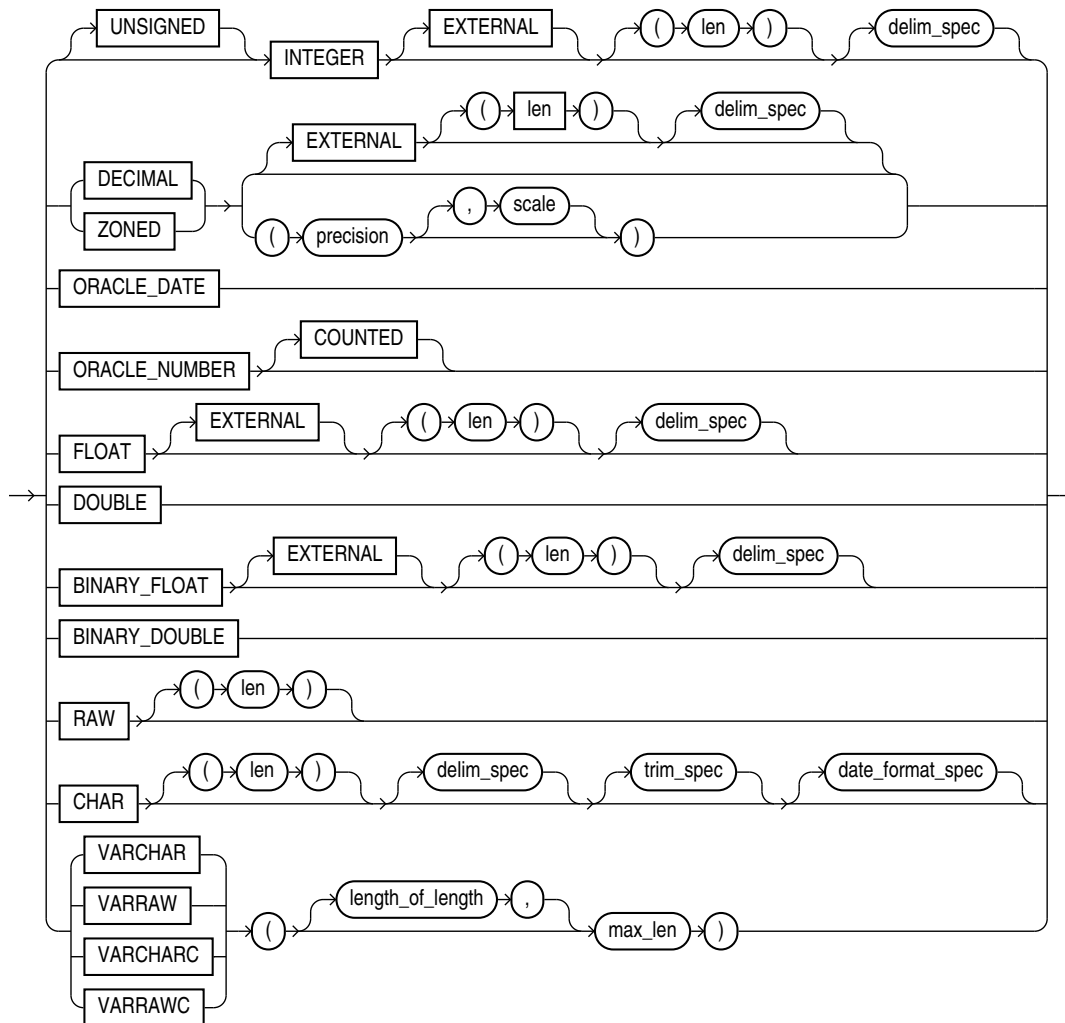 UNSIGNED EXTERNAL ( len ) delim_spec
INTEGER
( len ) delim_spec
EXTERNAL
DECIMAL
, scale
ZONED
( precision )
ORACLE_DATE
COUNTED
ORACLE_NUMBER
EXTERNAL ( len ) delim_spec
FLOAT
DOUBLE
EXTERNAL ( len ) delim_spec
BINARY_FLOAT
BINARY_DOUBLE
( len )
RAW
( len ) delim_spec trim_spec date_format_spec
CHAR
VARCHAR
length_of_length ,
VARRAW
( max_len )
VARCHARC
VARRAWC